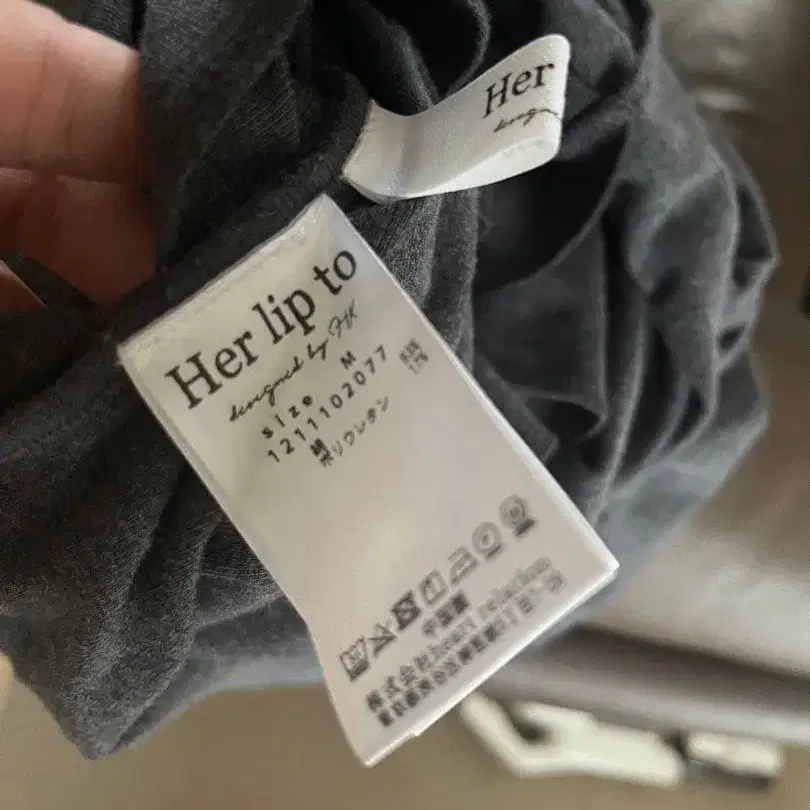 Her
Her lip to
designed by HK
Size M
1211102077
綿
ポリウレタン
中国製
株式会社heart relation